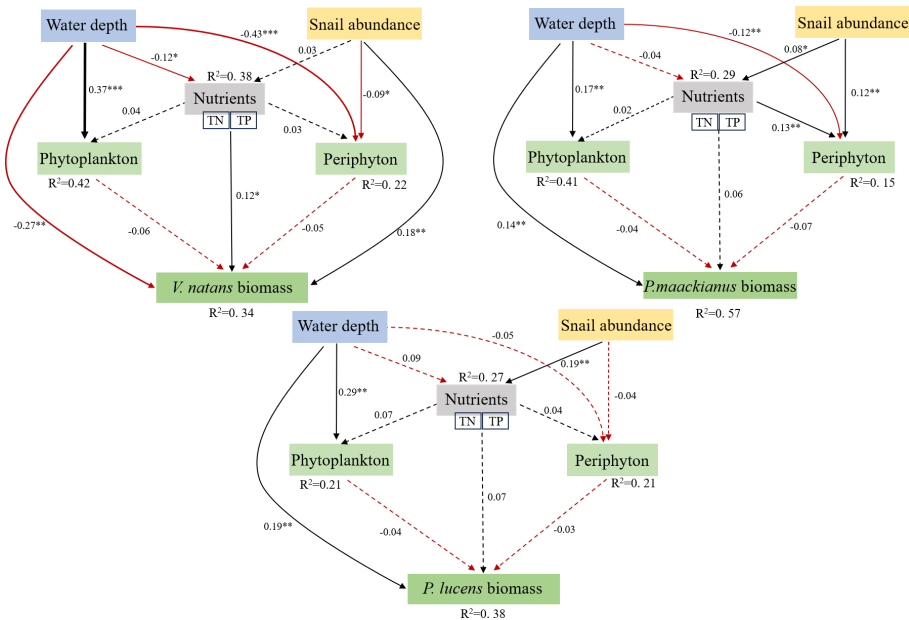 Water depth
Snail abundance
-0.43***
0.03
-0.12*
R²=0. 38
0.37***
Nutrients
-0.09*
0.04
TN TP
0.03
Phytoplankton
Periphyton
R²=0.42
R²=0. 22
0.12*
-0.27**
-0.06
-0.05
0.18**
V. natans biomass
R²=0. 34
Water depth
Snail abundance
-0.12**
-0.04
0.08*
R²=0. 29
0.17**
Nutrients
0.12**
0.02
TN TP
0.13**
Phytoplankton
Periphyton
R²=0.41
R²=0. 15
0.06
0.14**
-0.04
-0.07
P.maackianus biomass
R²=0. 57
Water depth
Snail abundance
-0.05
0.09
0.19**
R²=0. 27
0.29**
Nutrients
-0.04
0.07
TN TP
0.04
Phytoplankton
Periphyton
R²=0.21
R²=0. 21
0.07
0.19**
-0.04
-0.03
P. lucens biomass
R²=0. 38